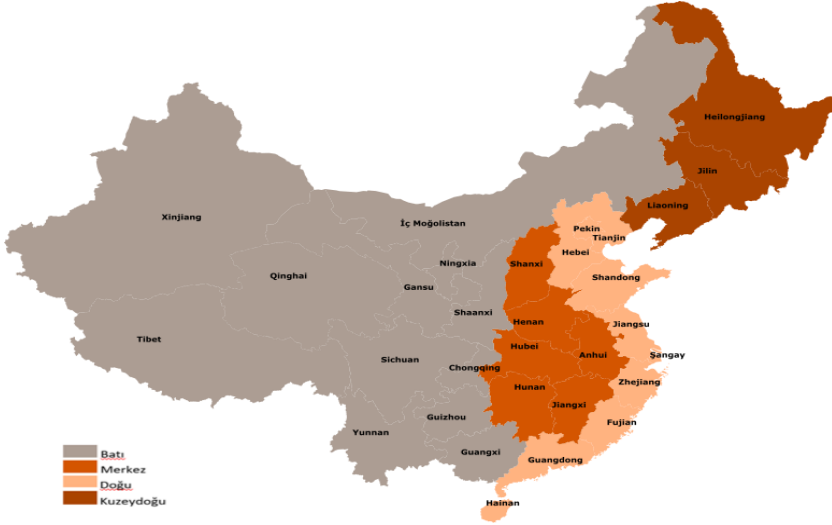 Heilongjiang
Jilin
Liaoning
Xinjiang
İç Moğolistan
Pekin
Tianjin
Hebei
Ningxia
Shanxi
Qinghai
Shandong
Gansu
Shaanxi
Henan
Jiangsu
Tibet
Hubei
Anhui
Şangay
Sichuan
Chongqing
Zhejiang
Hunan
Jiangxi
Guizhou
Fujian
Yunnan
Guangxi
Guangdong
Hainan
Batı
Merkez
Doğu
Kuzeydoğu